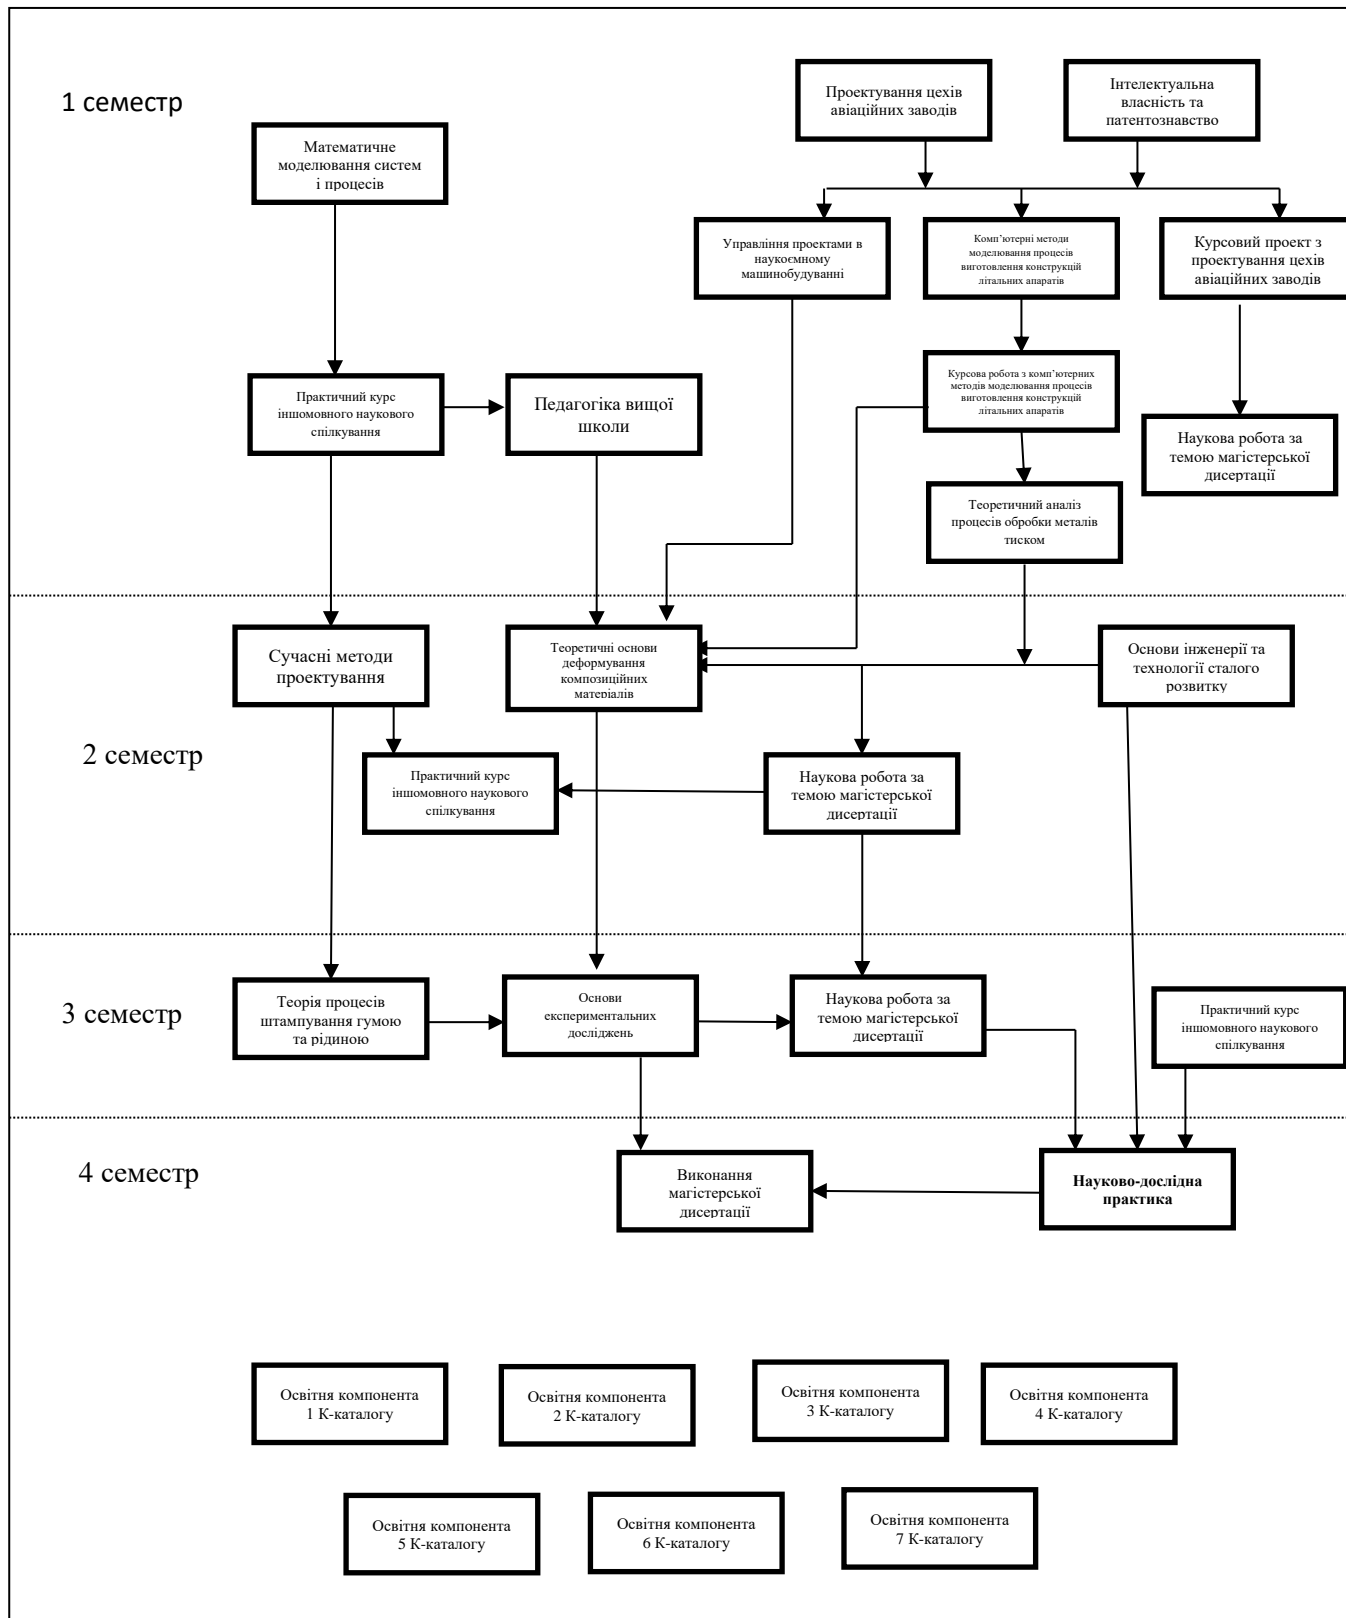 1 семестр
Проектування цехів
авіаційних заводів
Інтелектуальна
власність та
патентознавство
Математичне
моделювання систем
і процесів
Управління проектами в
наукоємному
машинобудуванні
Комп’ютерні методи
моделювання процесів
виготовлення конструкцій
літальних апаратів
Курсовий проект з
проектування цехів
авіаційних заводів
Практичний курс
іншомовного наукового
спілкування
Педагогіка вищої
школи
Курсова робота з комп’ютерних
методів моделювання процесів
виготовлення конструкцій
літальних апаратів
Наукова робота за
темою магістерської
дисертації
Теоретичний аналіз
процесів обробки металів
тиском
Сучасні методи
проектування
Теоретичні основи
деформування
композиційних
матеріалів
Основи інженерії та
технології сталого
розвитку
2 семестр
Практичний курс
іншомовного наукового
спілкування
Наукова робота за
темою магістерської
дисертації
3 семестр
Теорія процесів
штампування гумою
та рідиною
Основи
експериментальних
досліджень
Наукова робота за
темою магістерської
дисертації
Практичний курс
іншомовного наукового
спілкування
4 семестр
Виконання
магістерської
дисертації
Науково-дослідна
практика
Освітня компонента
1 К-каталогу
Освітня компонента
2 К-каталогу
Освітня компонента
3 К-каталогу
Освітня компонента
4 К-каталогу
Освітня компонента
5 К-каталогу
Освітня компонента
6 К-каталогу
Освітня компонента
7 К-каталогу